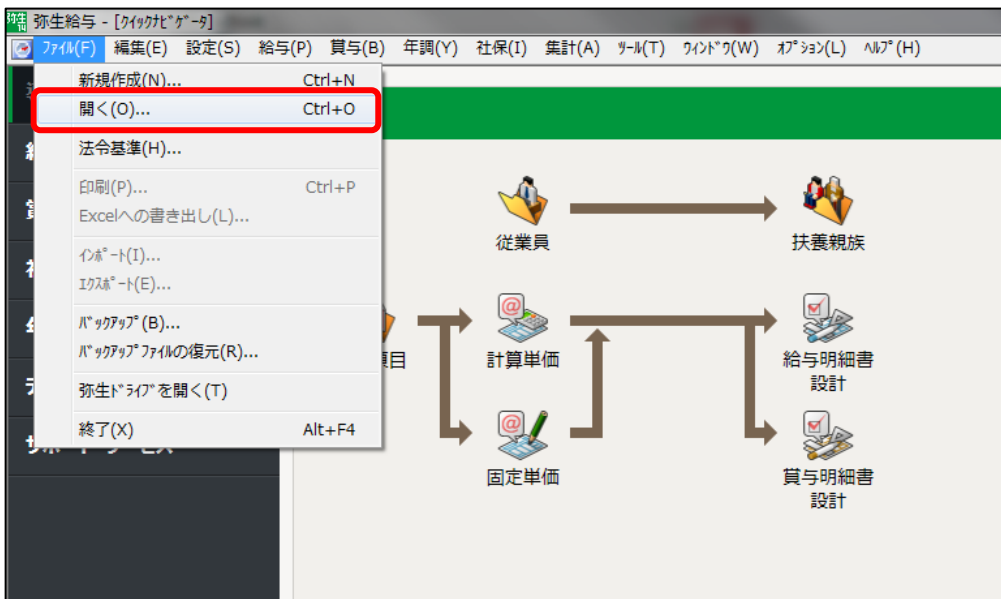 弥生給与 - [ｸｲｯｸﾅﾋﾞｹﾞｰﾀ]
ﾌｧｲﾙ(F) 編集(E) 設定(S) 給与(P) 賞与(B) 年調(Y) 社保(I) 集計(A) ﾂｰﾙ(T) ｳｨﾝﾄﾞｳ(W) ｵﾌﾟｼｮﾝ(L) ﾍﾙﾌﾟ(H)
新規作成(N)... Ctrl+N
開く(O)... Ctrl+O
法令基準(H)...
印刷(P)... Ctrl+P
Excelへの書き出し(L)...
ｲﾝﾎﾟｰﾄ(I)...
ｴｸｽﾎﾟｰﾄ(E)...
ﾊﾞｯｸｱｯﾌﾟ(B)...
ﾊﾞｯｸｱｯﾌﾟﾌｧｲﾙの復元(R)...
弥生ﾄﾞﾗｲﾌﾞを開く(T)
終了(X) Alt+F4
従業員
扶養親族
目
計算単価
給与明細書
設計
固定単価
賞与明細書
設計